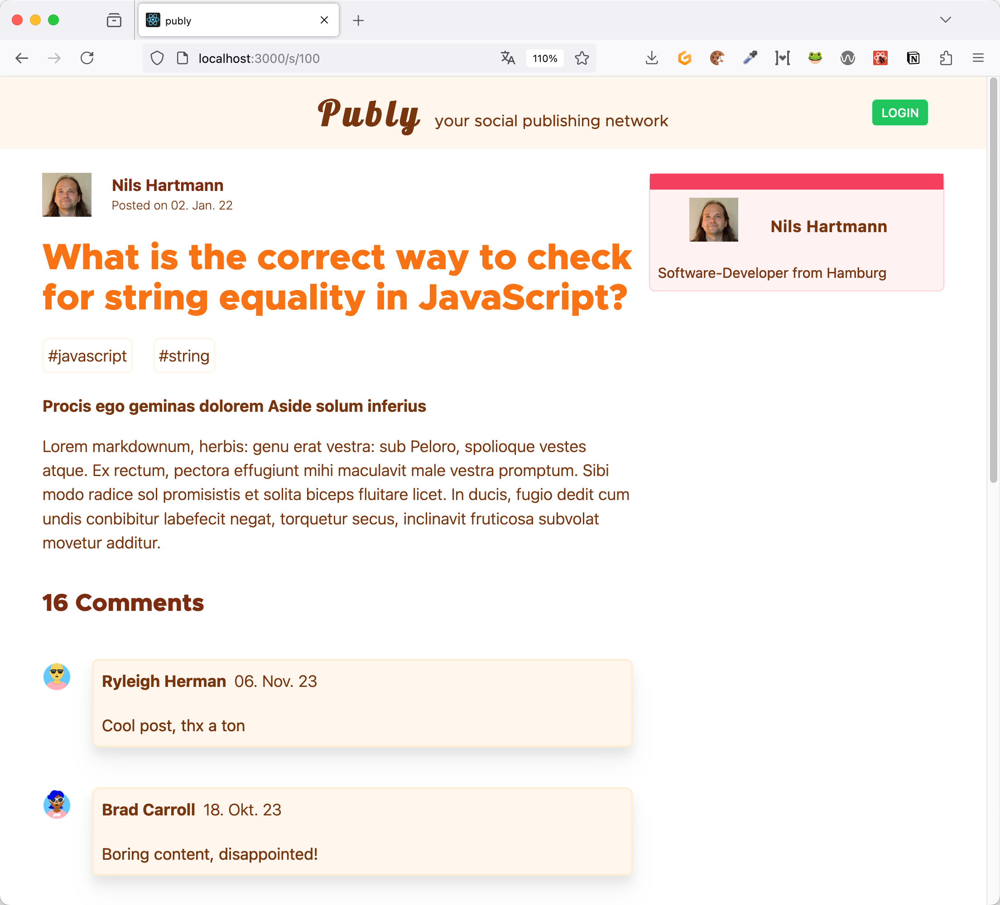 publy
localhost:3000/s/100
110%
Publy your social publishing network
LOGIN
Nils Hartmann
Posted on 02. Jan. 22
What is the correct way to check
for string equality in JavaScript?
#javascript #string
Procis ego geminas dolorem Aside solum inferius
Lorem markdownum, herbis: genu erat vestra: sub Peloro, spolioque vestes
atque. Ex rectum, pectora effugiunt mihi maculavit male vestra promptum. Sibi
modo radice sol promisistis et solita biceps fluitare licet. In ducis, fugio dedit cum
undis conbibitur labefecit negat, torquetur secus, inclinavit fruticosa subvolat
movetur additur.
16 Comments
Ryleigh Herman 06. Nov. 23
Cool post, thx a ton
Brad Carroll 18. Okt. 23
Boring content, disappointed!
Nils Hartmann
Software-Developer from Hamburg